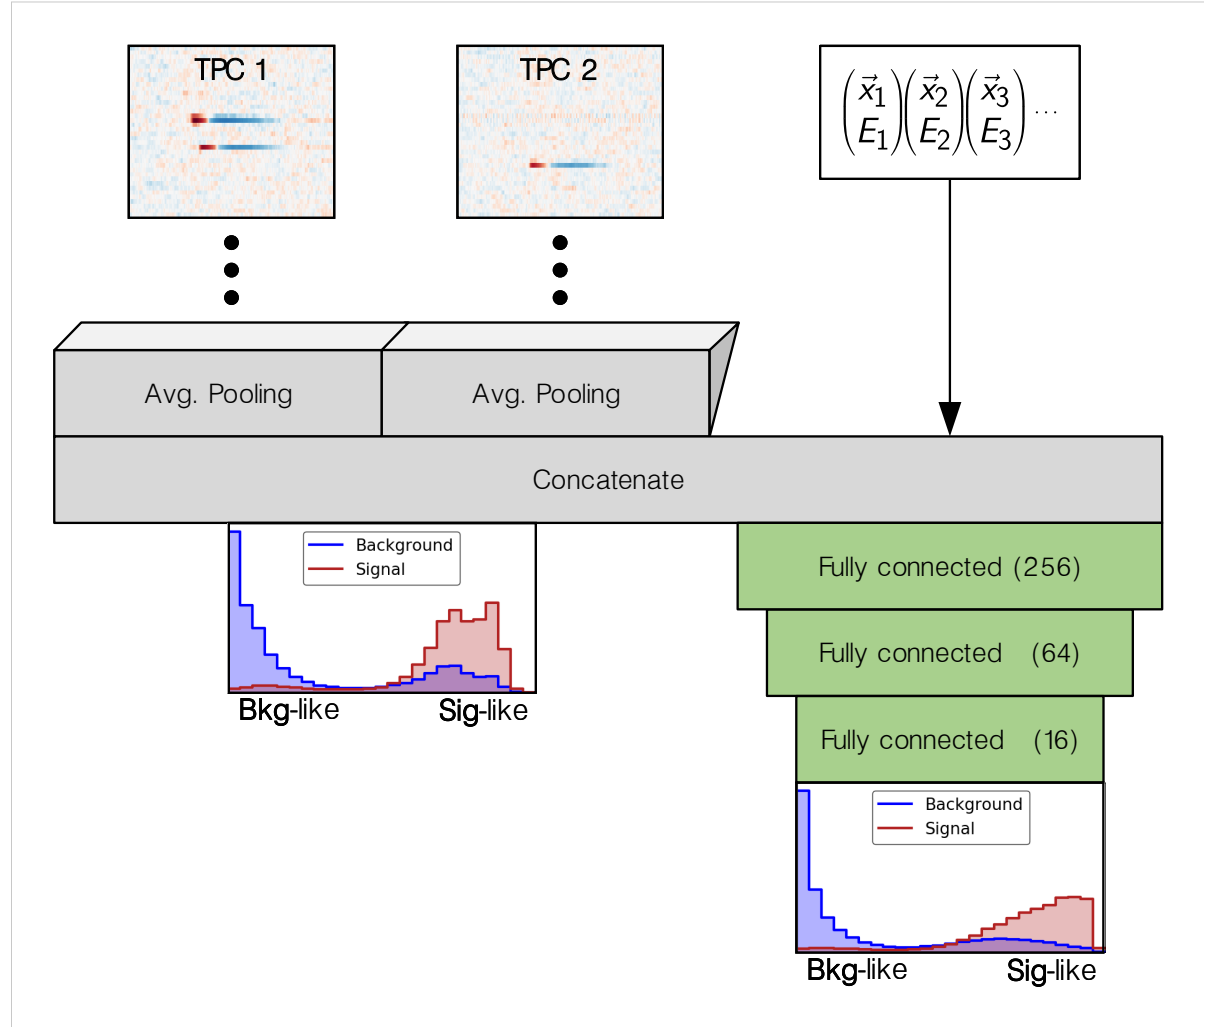 TPC 1
TPC 2
x⃗1 x⃗2 x⃗3 ...
E1 E2 E3
Avg. Pooling
Avg. Pooling
Concatenate
Background
Signal
Bkg-like
Sig-like
Fully connected (256)
Fully connected (64)
Fully connected (16)
Background
Signal
Bkg-like
Sig-like